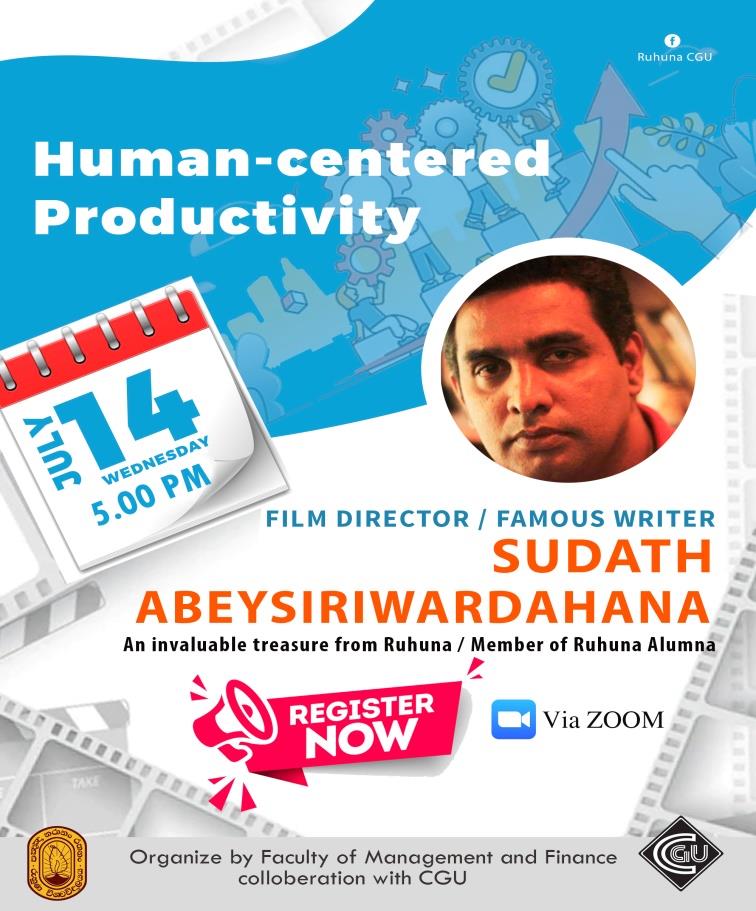 Ruhuna CGU
Human-centered
Productivity
JULY
14
WEDNESDAY
5.00 PM
FILM DIRECTOR / FAMOUS WRITER
SUDATH
ABEYSIRIWARDAHANA
An invaluable treasure from Ruhuna / Member of Ruhuna Alumna
REGISTER
NOW
Via ZOOM
TAKE
Organize by Faculty of Management and Finance
colloberation with CGU
CGU